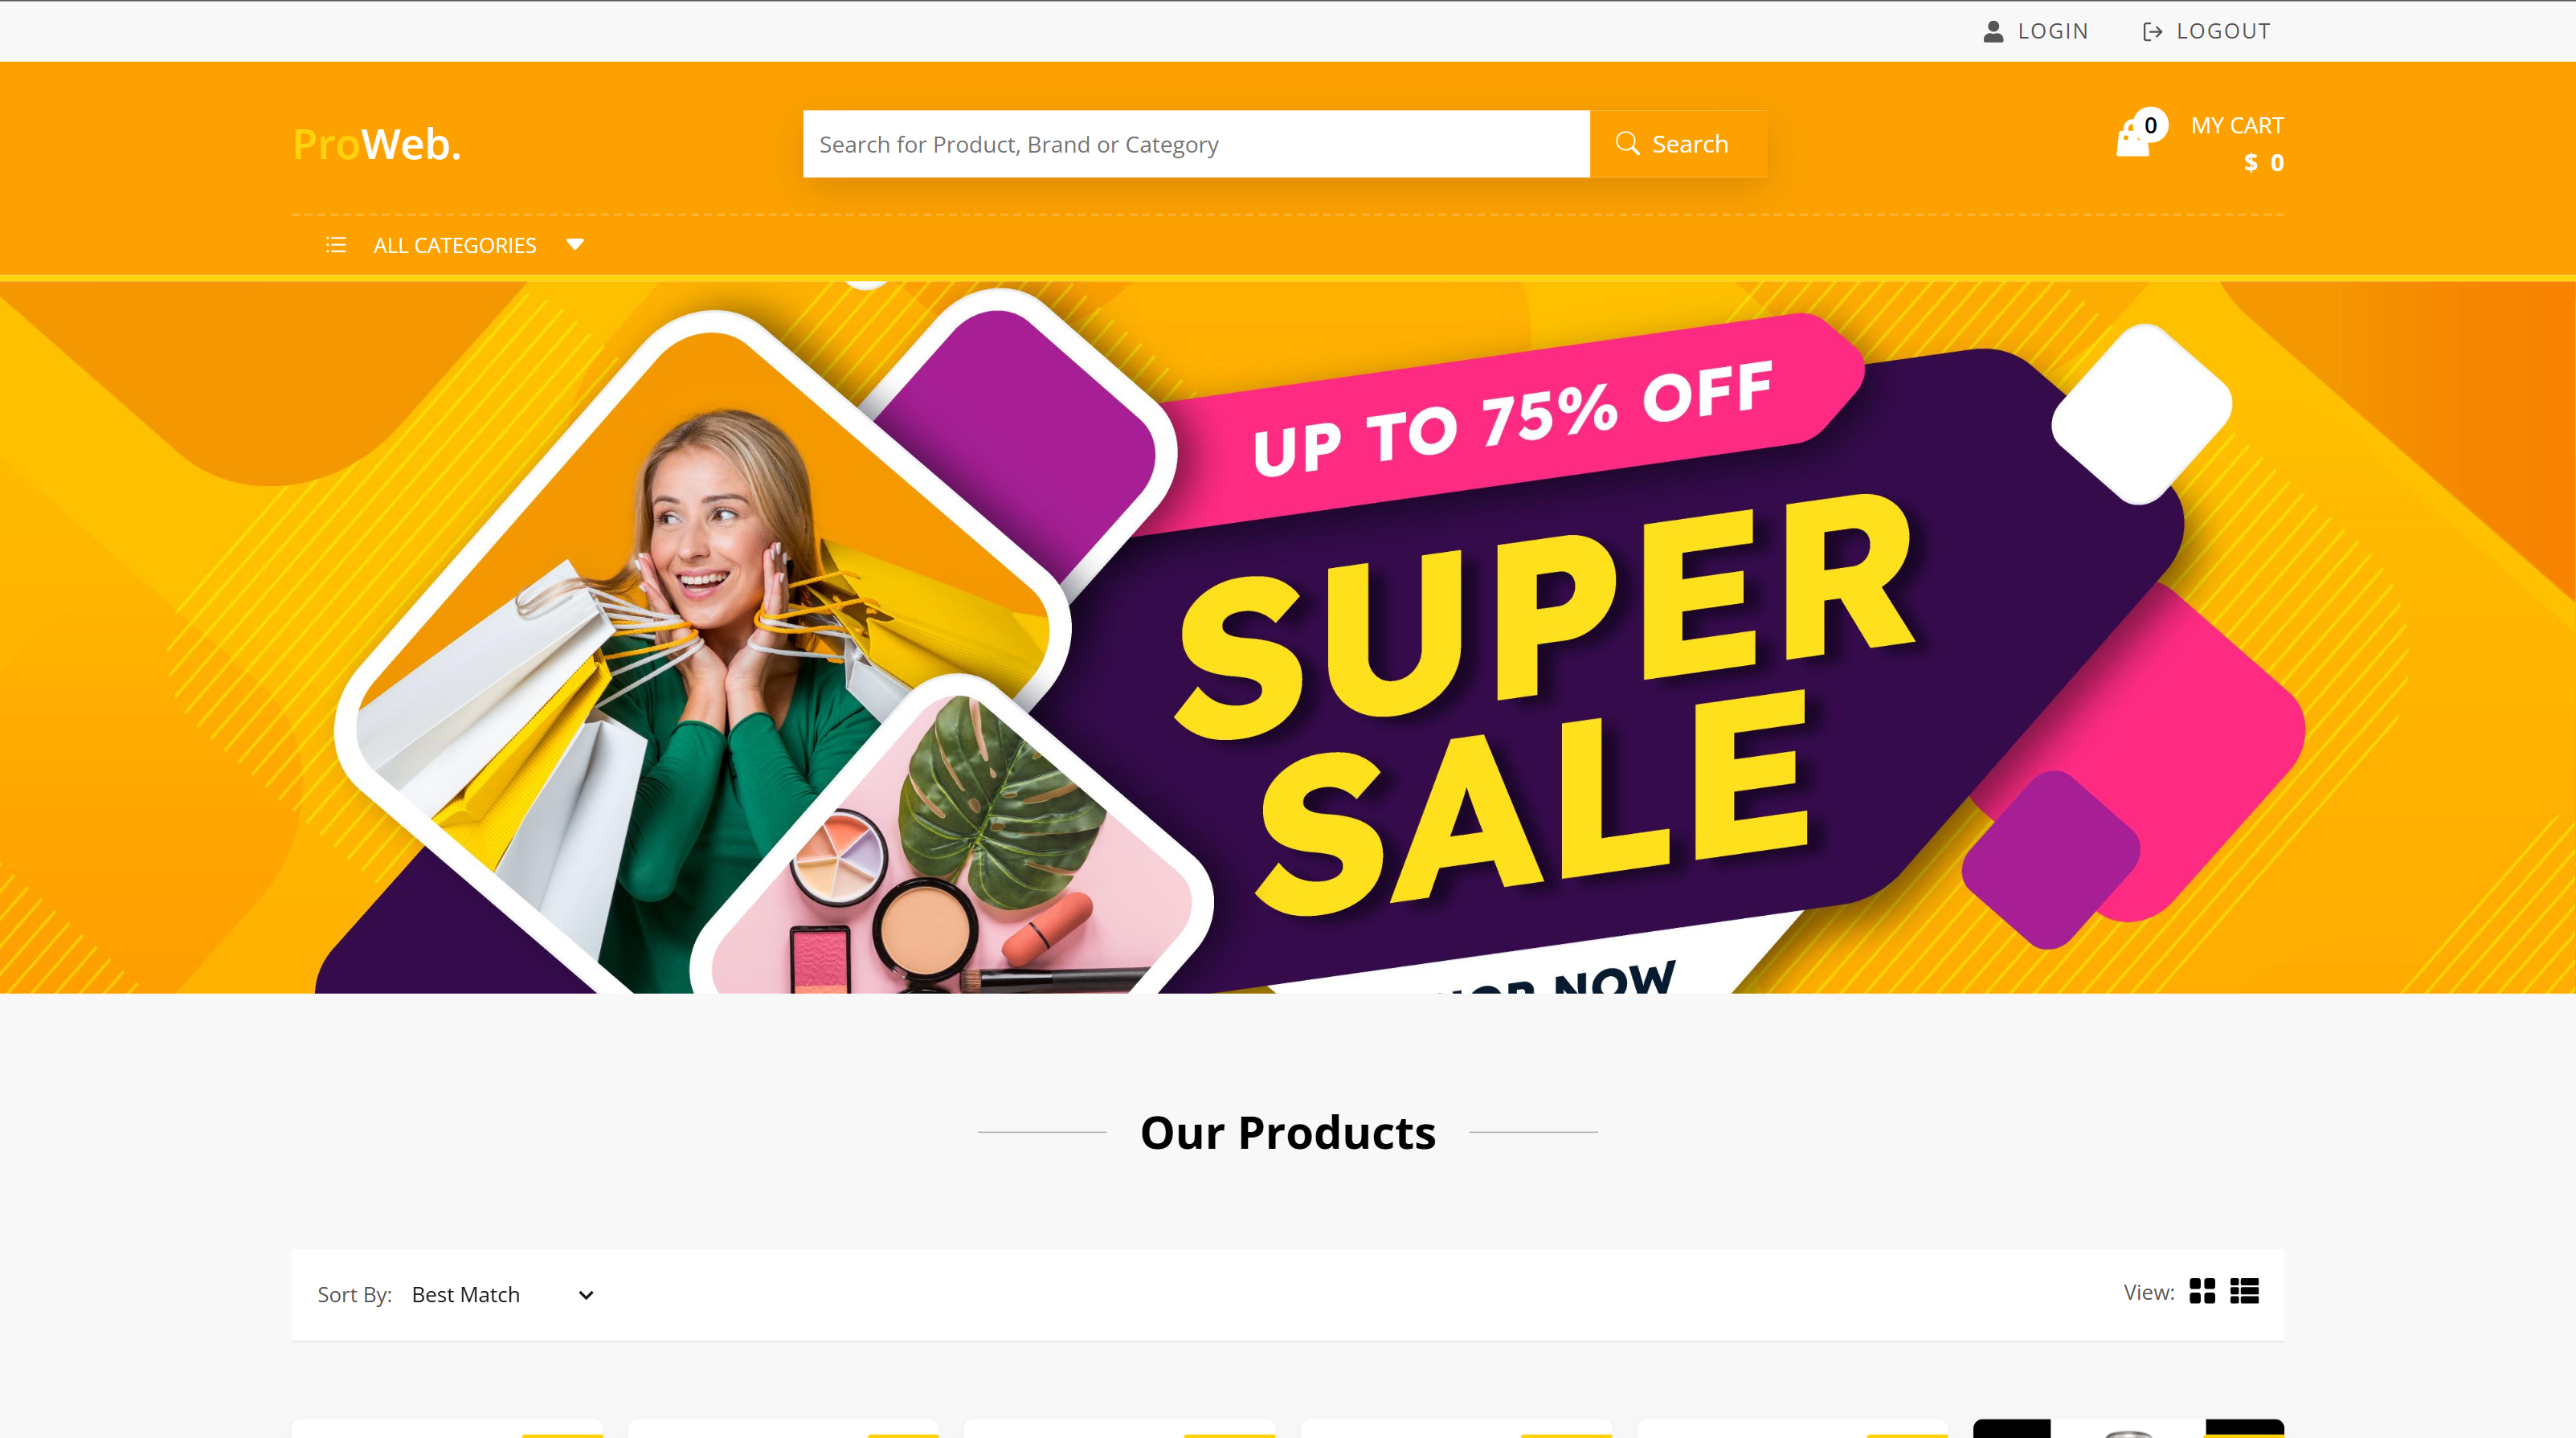 LOGIN
LOGOUT
ProWeb.
Search for Product, Brand or Category
Search
0
MY CART
$ 0
ALL CATEGORIES
UP TO 75% OFF
SUPER
SALE
NOW
Our Products
Sort By: Best Match
View: